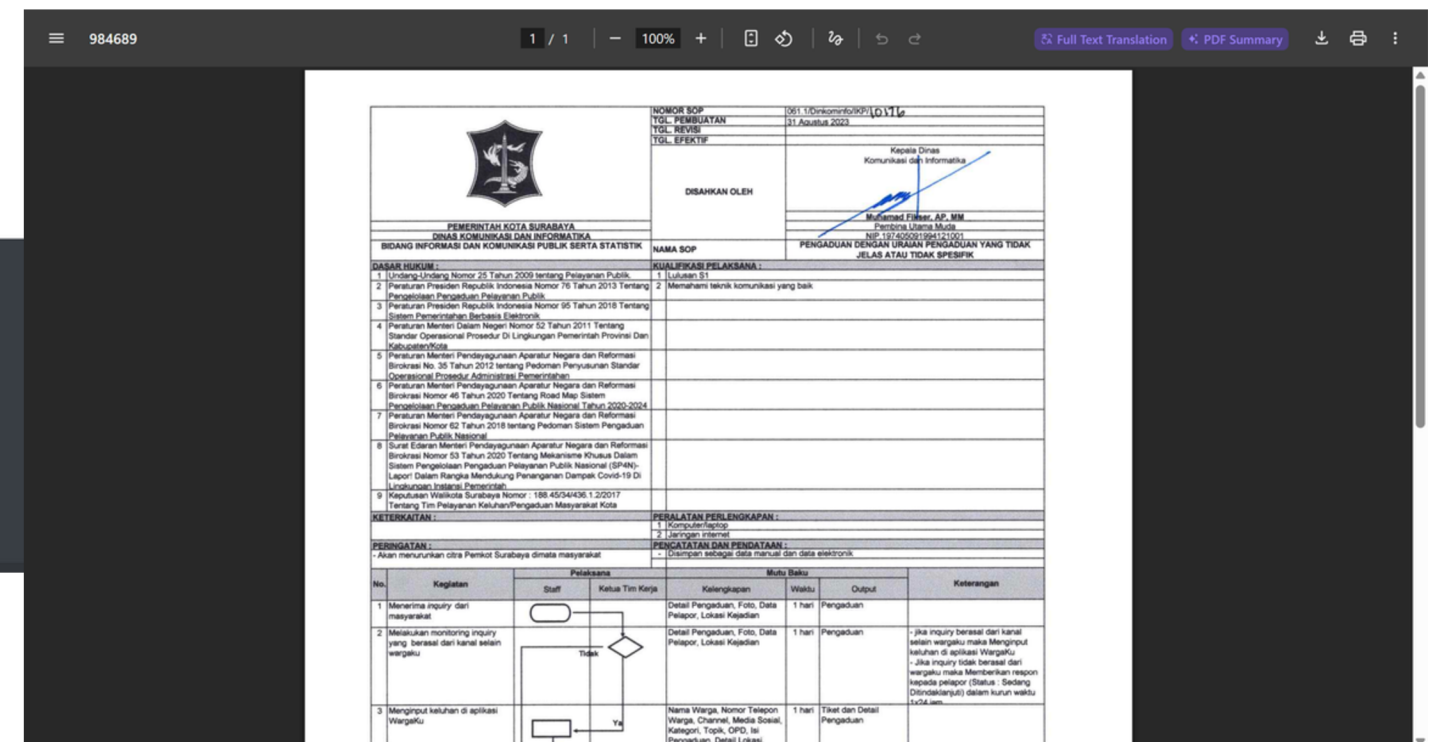 984689
1 / 1
100%
Full Text Translation
PDF Summary
NOMOR SOP
061.1/Dinkominfo/IKP/10176
TGL. PEMBUATAN
31 Agustus 2023
TGL. REVISI
TGL. EFEKTIF
DISAHKAN OLEH
Kepala Dinas
Komunikasi dan Informatika
Muhamad Fikser, AP, MM
Pembina Utama Muda
NIP.197405091994121001
PEMERINTAH KOTA SURABAYA
DINAS KOMUNIKASI DAN INFORMATIKA
BIDANG INFORMASI DAN KOMUNIKASI PUBLIK SERTA STATISTIK
NAMA SOP
PENGADUAN DENGAN URAIAN PENGADUAN YANG TIDAK
JELAS ATAU TIDAK SPESIFIK
DASAR HUKUM :
1 Undang-Undang Nomor 25 Tahun 2009 tentang Pelayanan Publik.
2 Peraturan Presiden Republik Indonesia Nomor 76 Tahun 2013 Tentang
Pengelolaan Pengaduan Pelayanan Publik
3 Peraturan Presiden Republik Indonesia Nomor 95 Tahun 2018 Tentang
Sistem Pemerintahan Berbasis Elektronik
4 Peraturan Menteri Dalam Negeri Nomor 52 Tahun 2011 Tentang
Standar Operasional Prosedur Di Lingkungan Pemerintah Provinsi Dan
Kabupaten/Kota
5 Peraturan Menteri Pendayagunaan Aparatur Negara dan Reformasi
Birokrasi No. 35 Tahun 2012 tentang Pedoman Penyusunan Standar
Operasional Prosedur Administrasi Pemerintahan
6 Peraturan Menteri Pendayagunaan Aparatur Negara dan Reformasi
Birokrasi Nomor 46 Tahun 2020 Tentang Road Map Sistem
Pengelolaan Pengaduan Pelayanan Publik Nasional Tahun 2020-2024
7 Peraturan Menteri Pendayagunaan Aparatur Negara dan Reformasi
Birokrasi Nomor 62 Tahun 2018 tentang Pedoman Sistem Pengaduan
Pelayanan Publik Nasional
8 Surat Edaran Menteri Pendayagunaan Aparatur Negara dan Reformasi
Birokrasi Nomor 53 Tahun 2020 Tentang Mekanisme Khusus Dalam
Sistem Pengelolaan Pengaduan Pelayanan Publik Nasional (SP4N)-
Lapor! Dalam Rangka Mendukung Penanganan Dampak Covid-19 Di
Lingkungan Instansi Pemerintah
9 Keputusan Walikota Surabaya Nomor : 188.45/34/436.1.2/2017
Tentang Tim Pelayanan Keluhan/Pengaduan Masyarakat Kota
KUALIFIKASI PELAKSANA :
1 Lulusan S1
2 Memahami teknik komunikasi yang baik
KETERKAITAN :
PERALATAN PERLENGKAPAN :
1 Komputer/laptop
2 Jaringan internet
PERINGATAN :
- Akan menurunkan citra Pemkot Surabaya dimata masyarakat
PENCATATAN DAN PENDATAAN :
- Disimpan sebagai data manual dan data elektronik
No.
Kegiatan
Pelaksana
Staff
Ketua Tim Kerja
Mutu Baku
Kelengkapan
Waktu
Output
Keterangan
1 Menerima inquiry dari
masyarakat
Detail Pengaduan, Foto, Data
Pelapor, Lokasi Kejadian
1 hari
Pengaduan
2 Melakukan monitoring inquiry
yang berasal dari kanal selain
wargaku
Tidak
Detail Pengaduan, Foto, Data
Pelapor, Lokasi Kejadian
1 hari
Pengaduan
- jika inquiry berasal dari kanal
selain wargaku maka Menginput
keluhan di aplikasi WargaKu
- Jika inquiry tidak berasal dari
wargaku maka Memberikan respon
kepada pelapor (Status : Sedang
Ditindaklanjuti) dalam kurun waktu
1x24 jam
3 Menginput keluhan di aplikasi
WargaKu
Ya
Nama Warga, Nomor Telepon
Warga, Channel, Media Sosial,
Kategori, Topik, OPD, Isi
Pengaduan, Detail Lokasi
1 hari
Tiket dan Detail
Pengaduan